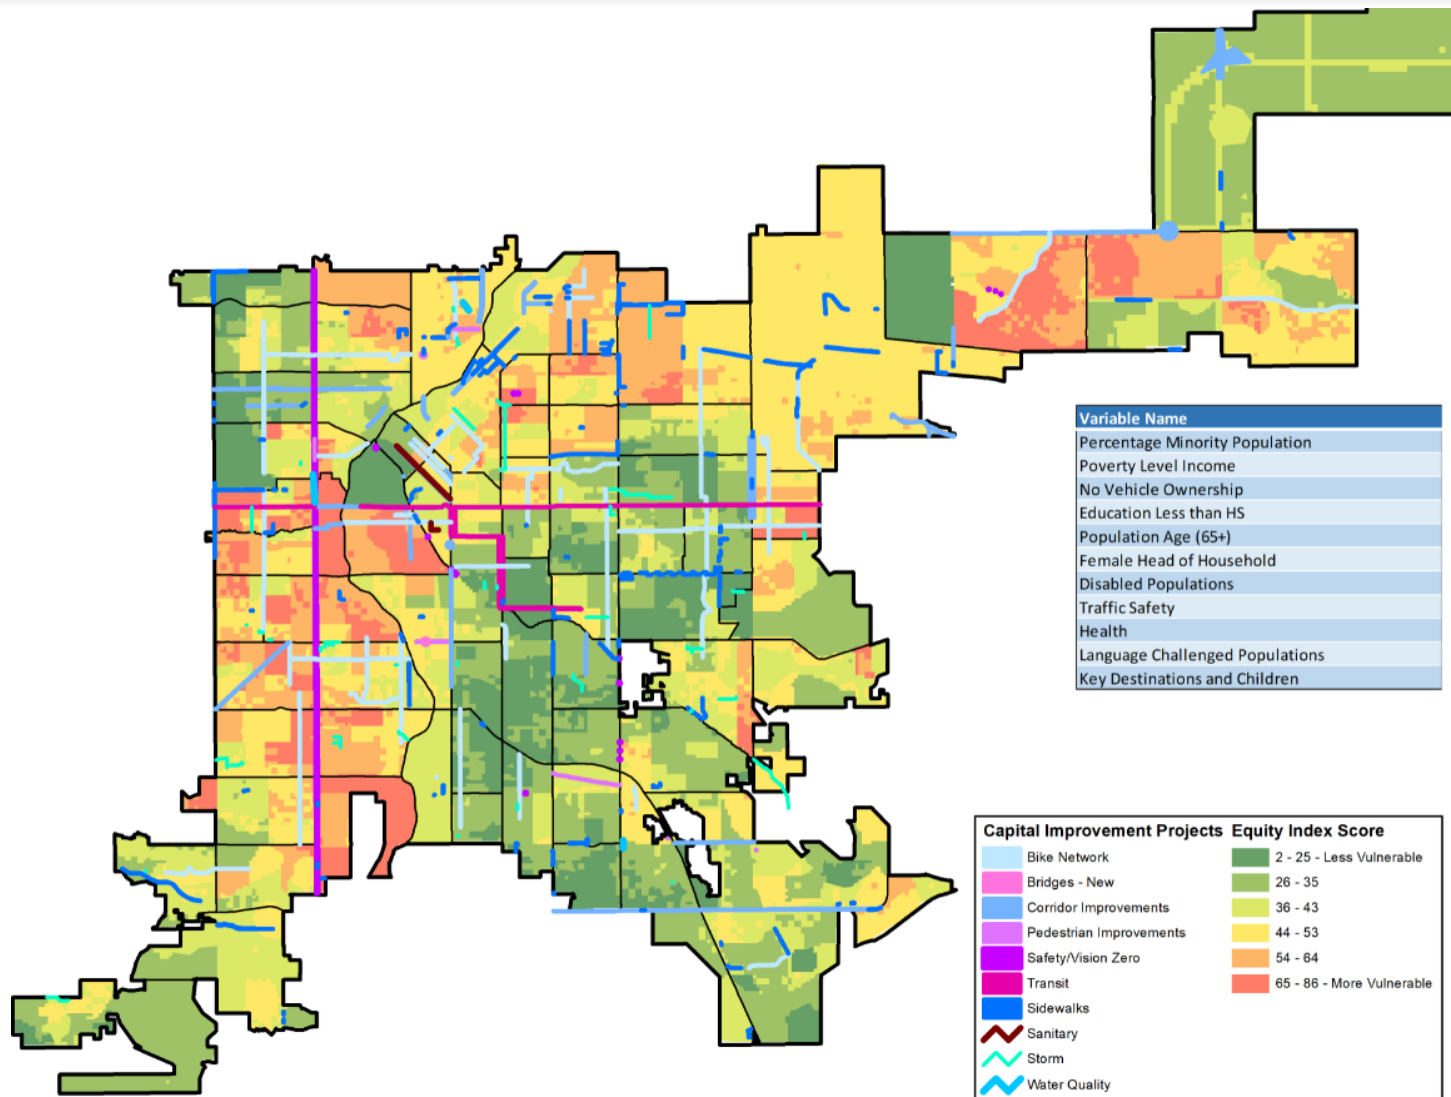 Variable Name
Percentage Minority Population
Poverty Level Income
No Vehicle Ownership
Education Less than HS
Population Age (65+)
Female Head of Household
Disabled Populations
Traffic Safety
Health
Language Challenged Populations
Key Destinations and Children
Capital Improvement Projects
Bike Network
Bridges - New
Corridor Improvements
Pedestrian Improvements
Safety/Vision Zero
Transit
Sidewalks
Sanitary
Storm
Water Quality
Equity Index Score
2 - 25 - Less Vulnerable
26 - 35
36 - 43
44 - 53
54 - 64
65 - 86 - More Vulnerable